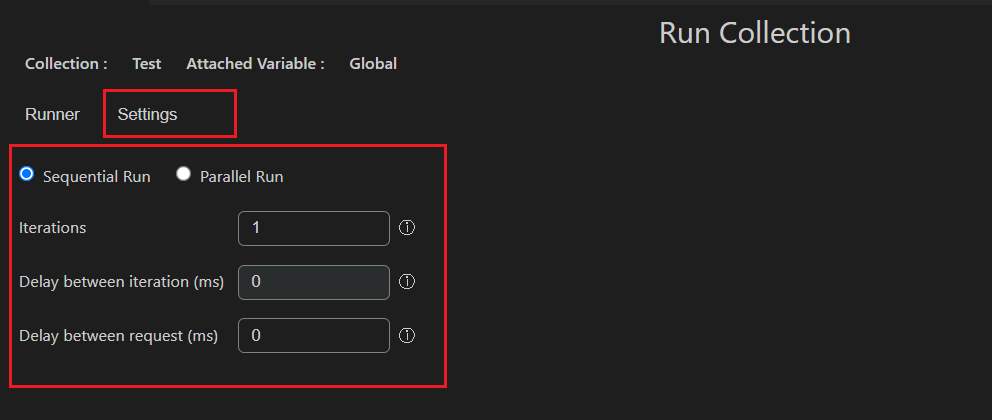 Run Collection
Collection : Test Attached Variable : Global
Runner Settings
Sequential Run Parallel Run
Iterations 1
Delay between iteration (ms) 0
Delay between request (ms) 0